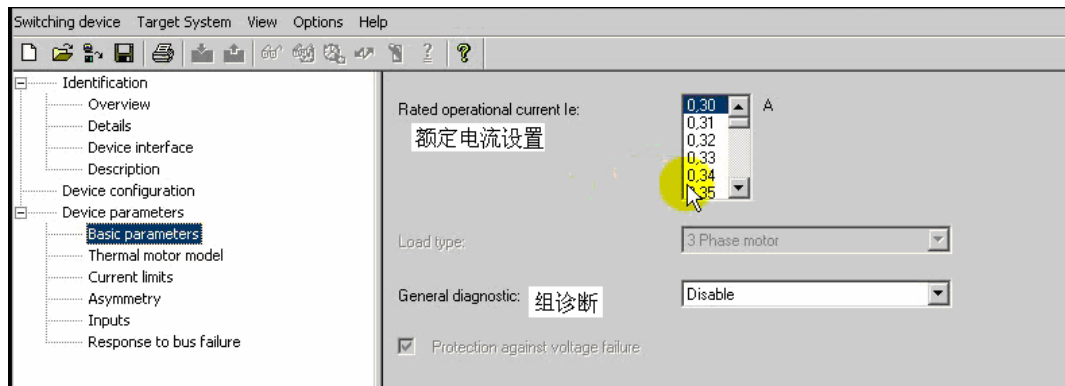 Switching device Target System View Options Help
Identification
Overview
Details
Device interface
Description
Device configuration
Device parameters
Basic parameters
Thermal motor model
Current limits
Asymmetry
Inputs
Response to bus failure
Rated operational current Ie:
额定电流设置
0,30 A
0,31
0,32
0,33
0,34
0,35
Load type: 3 Phase motor
General diagnostic: 组诊断 Disable
Protection against voltage failure